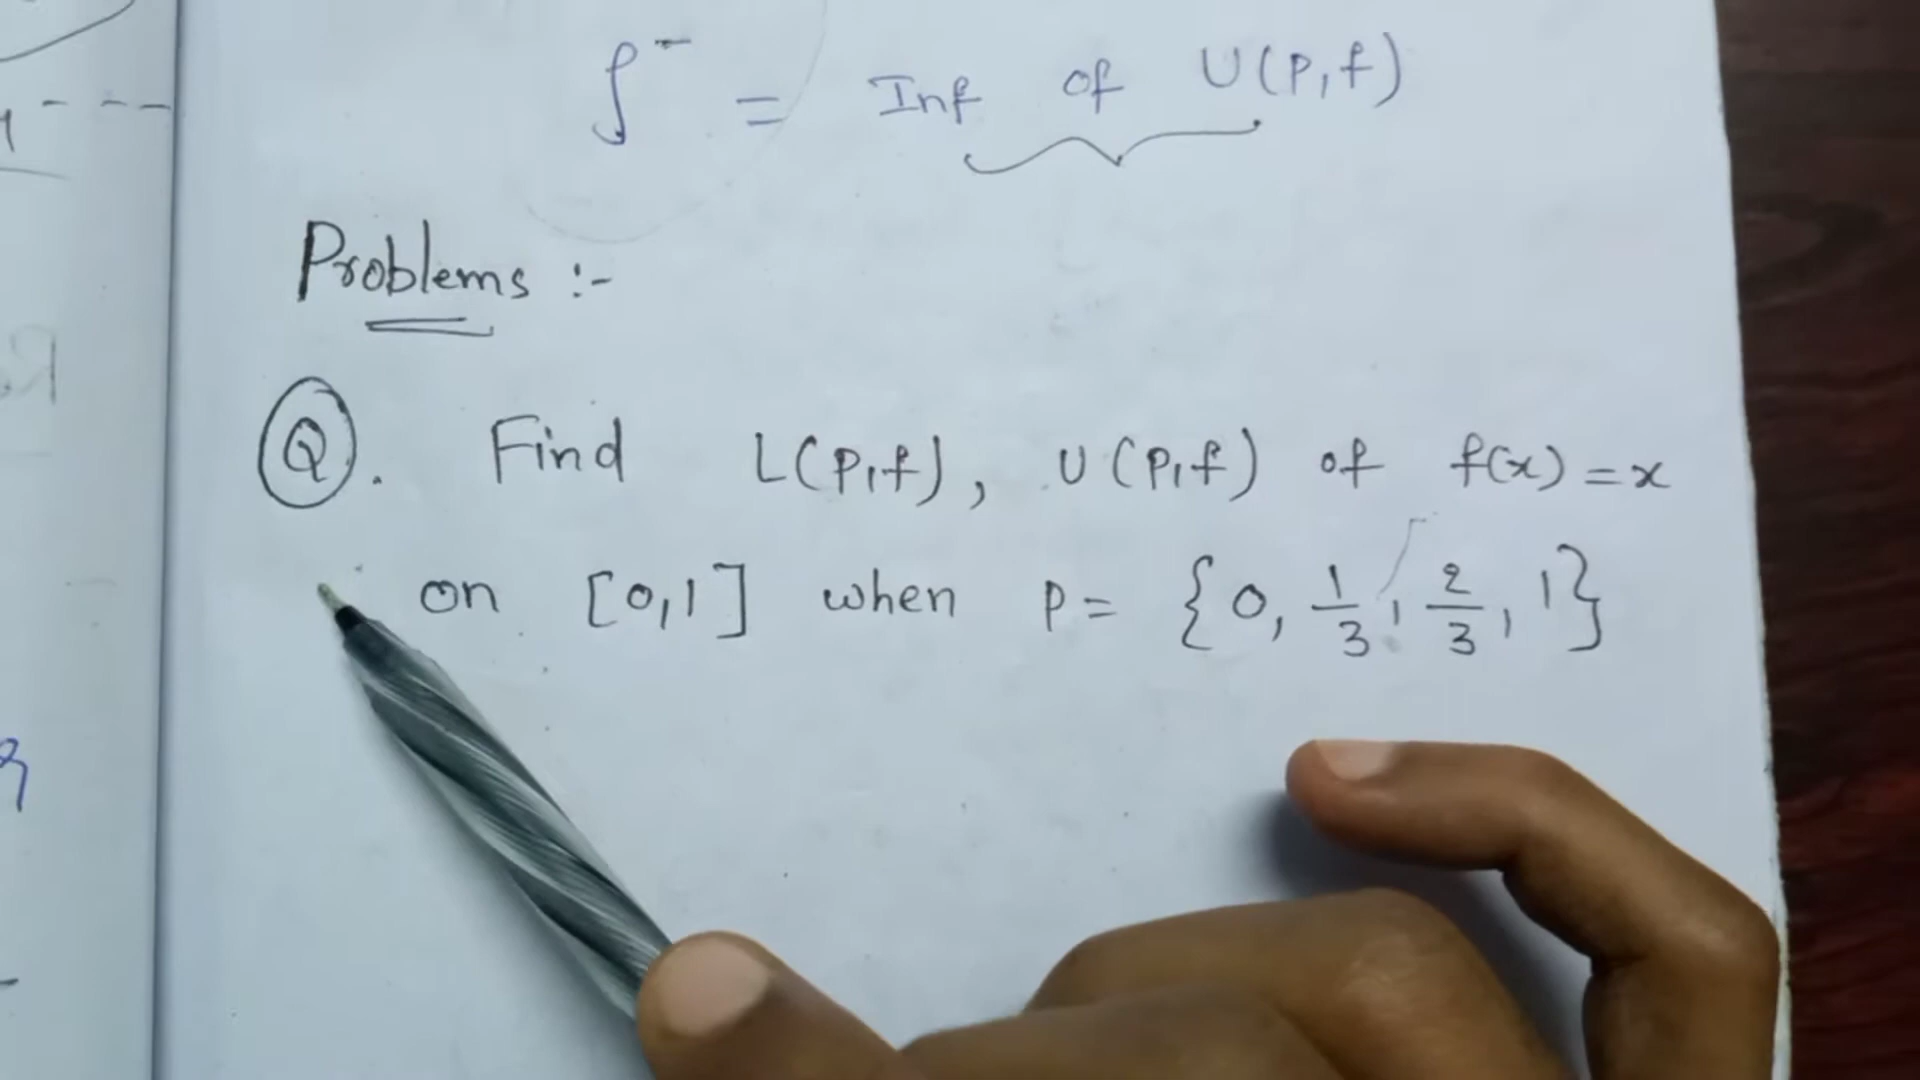 ∫⁻ = Inf of U(P,f)
Problems :-
Q. Find L(P,f), U(P,f) of f(x) = x
on [0,1] when P = {0, 1/3, 2/3, 1}